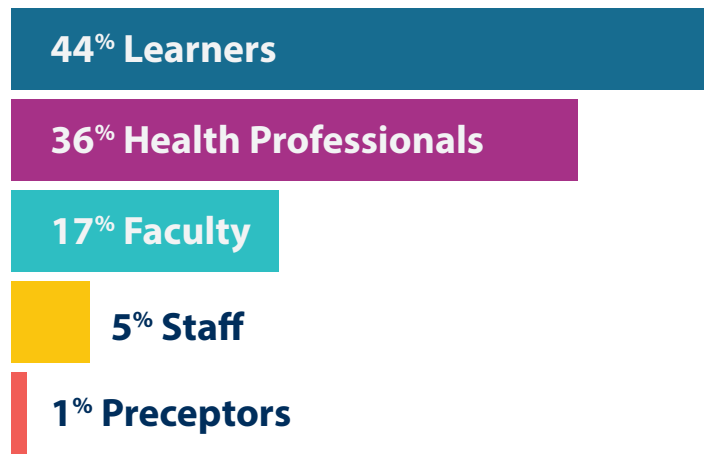 44% Learners
36% Health Professionals
17% Faculty
5% Staff
1% Preceptors